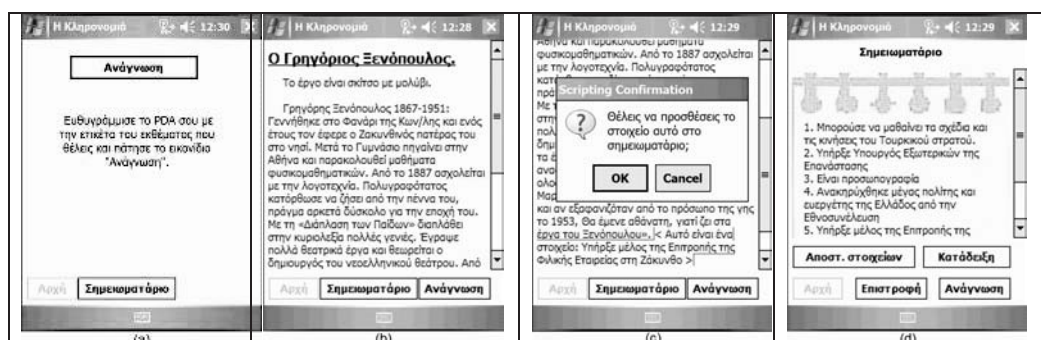 Η Κληρονομιά 12:30
Ανάγνωση
Ευθυγράμμισε το PDA σου με
την ετικέτα του εκθέματος που
θέλεις και πάτησε το εικονίδιο
"Ανάγνωση".
Αρχή Σημειωματάριο
(a)
Η Κληρονομιά 12:28
Ο Γρηγόριος Ξενόπουλος.
Το έργο είναι σκίτσο με μολύβι.
Γρηγόρης Ξενόπουλος 1867-1951:
Γεννήθηκε στο Φανάρι της Κων/λης και ενός
έτους τον έφερε ο Ζακυνθινός πατέρας του
στο νησί. Μετά το Γυμνάσιο πηγαίνει στην
Αθήνα και παρακολουθεί μαθήματα
φυσικομαθηματικών. Από το 1887 ασχολείται
με την λογοτεχνία. Πολυγραφότατος
κατόρθωσε να ζήσει από την πέννα του,
πράγμα αρκετά δύσκολο για την εποχή του.
Με τη «Διάπλαση των Παίδων» διαπλάθει
στην κυριολεξία πολλές γενιές. Έγραψε
πολλά θεατρικά έργα και θεωρείται ο
δημιουργός του νεοελληνικού θεάτρου. Από
Αρχή Σημειωματάριο Ανάγνωση
(b)
Η Κληρονομιά 12:29
Αθήνα και παρακολουθεί μαθήματα
φυσικομαθηματικών. Από το 1887 ασχολείται
με την λογοτεχνία. Πολυγραφότατος
Scripting Confirmation
Θέλεις να προσθέσεις το
στοιχείο αυτό στο
σημειωματάριο;
OK Cancel
και αν εξαφανιζόταν από το πρόσωπο της γης
το 1953, θα έμενε αθάνατη, γιατί ζει στα
έργα του Ξενόπουλου». < Αυτό είναι ένα
στοιχείο: Υπήρξε μέλος της Επιτροπής της
Φιλικής Εταιρείας στη Ζάκυνθο >
Αρχή Σημειωματάριο Ανάγνωση
(c)
Η Κληρονομιά 12:29
Σημειωματάριο
1. Μπορούσε να μαθαίνει τα σχέδια και
τις κινήσεις του Τουρκικού στρατού.
2. Υπήρξε Υπουργός Εξωτερικών της
Επανάστασης
3. Είναι προσωπογραφία
4. Ανακηρύχθηκε μέγας πολίτης και
ευεργέτης της Ελλάδος από την
Εθνοσυνέλευση
5. Υπήρξε μέλος της Επιτροπής της
Αποστ. στοιχείων Κατάδειξη
Αρχή Επιστροφή Ανάγνωση
(d)